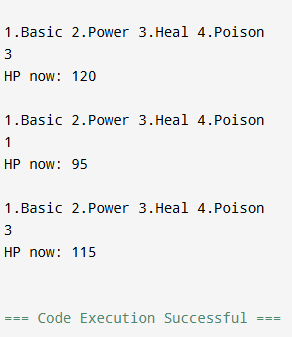 1.Basic 2.Power 3.Heal 4.Poison
3
HP now: 120
1.Basic 2.Power 3.Heal 4.Poison
1
HP now: 95
1.Basic 2.Power 3.Heal 4.Poison
3
HP now: 115
=== Code Execution Successful ===